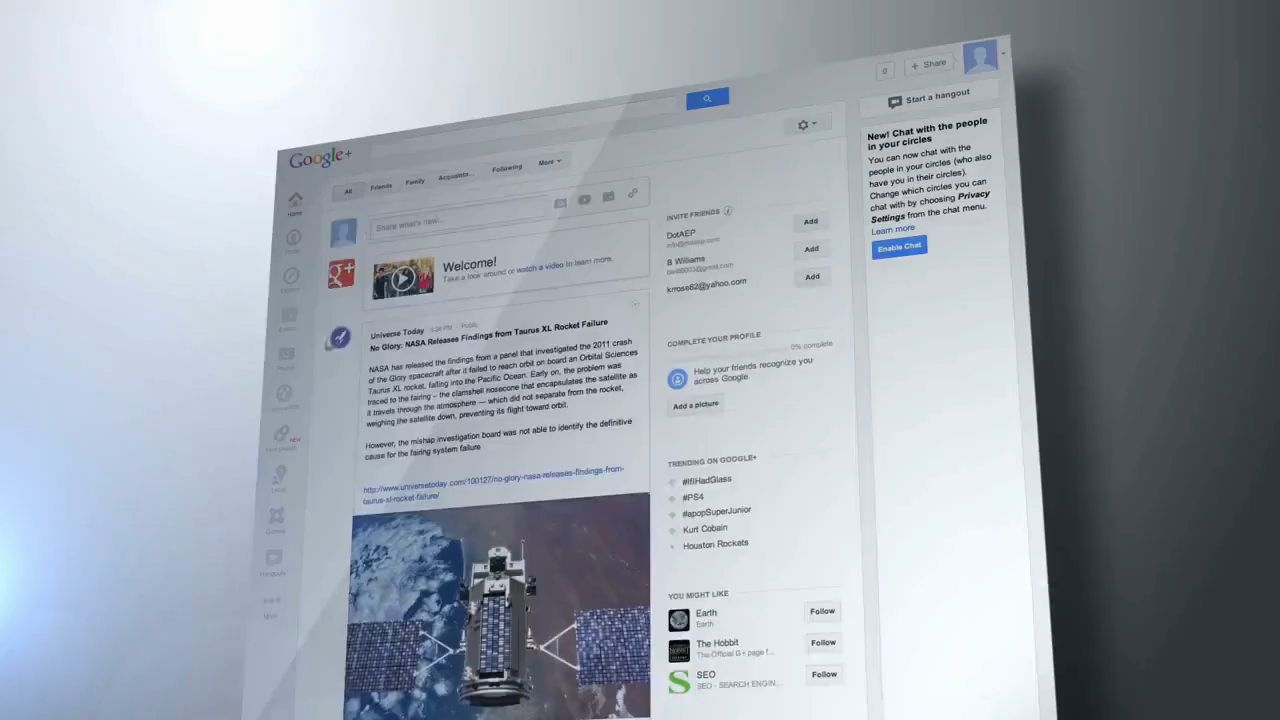 0
+ Share
Start a hangout
Google+
All
Friends
Family
Acquainta...
Following
More
Home
Share what's new...
Welcome!
Take a look around or watch a video to learn more.
Universe Today 1:34 PM - Public
No Glory: NASA Releases Findings from Taurus XL Rocket Failure
NASA has released the findings from a panel that investigated the 2011 crash
of the Glory spacecraft after it failed to reach orbit on board an Orbital Sciences
Taurus XL rocket, falling into the Pacific Ocean. Early on, the problem was
traced to the fairing – the clamshell nosecone that encapsulates the satellite as
it travels through the atmosphere — which did not separate from the rocket,
weighing the satellite down, preventing its flight toward orbit.
However, the mishap investigation board was not able to identify the definitive
cause for the fairing system failure
http://www.universetoday.com/100127/no-glory-nasa-releases-findings-from-
taurus-xl-rocket-failure/
INVITE FRIENDS
DotAEP
Add
B Williams
Add
krrose82@yahoo.com
Add
COMPLETE YOUR PROFILE
0% complete
Help your friends recognize you
across Google.
Add a picture
TRENDING ON GOOGLE+
#IfIHadGlass
#PS4
#apopSuperJunior
Kurt Cobain
Houston Rockets
YOU MIGHT LIKE
Earth
Earth
Follow
The Hobbit
The Official G+ page f...
Follow
SEO
SEO - SEARCH ENGIN...
Follow
New! Chat with the people
in your circles
You can now chat with the
people in your circles (who also
have you in their circles).
Change which circles you can
chat with by choosing Privacy
Settings from the chat menu.
Learn more
Enable Chat